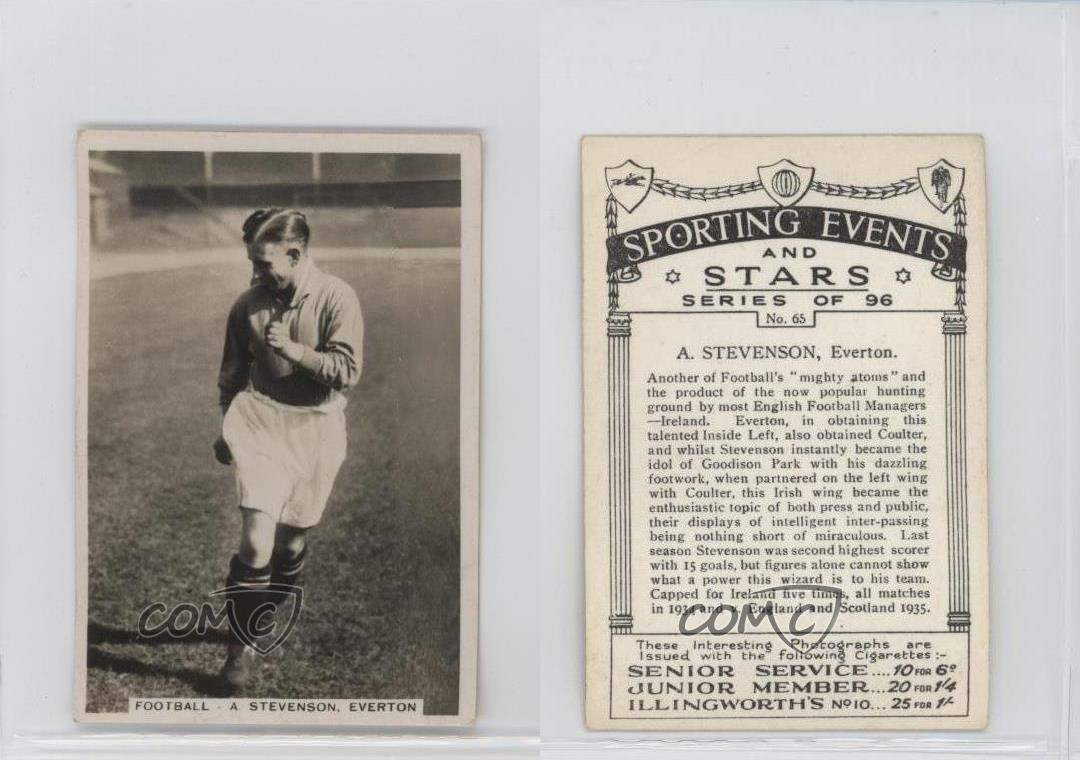 FOOTBALL - A. STEVENSON, EVERTON
COMC
SPORTING EVENTS
AND
STARS
SERIES OF 96
No. 65
A. STEVENSON, Everton.
Another of Football's "mighty atoms" and
the product of the now popular hunting
ground by most English Football Managers
—Ireland. Everton, in obtaining this
talented Inside Left, also obtained Coulter,
and whilst Stevenson instantly became the
idol of Goodison Park with his dazzling
footwork, when partnered on the left wing
with Coulter, this Irish wing became the
enthusiastic topic of both press and public,
their displays of intelligent inter-passing
being nothing short of miraculous. Last
season Stevenson was second highest scorer
with 15 goals, but figures alone cannot show
what a power this wizard is to his team.
Capped for Ireland five times, all matches
in 1934 and v. England and Scotland 1935.
COMC
These Interesting Photographs are
Issued with the following Cigarettes:-
SENIOR SERVICE....10 FOR 6D
JUNIOR MEMBER...20 FOR 1/4
ILLINGWORTH'S No 10...25 FOR 1/-